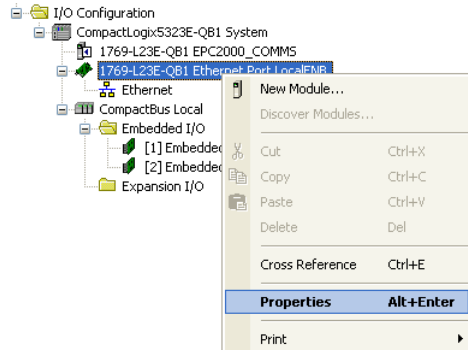 I/O Configuration
CompactLogix5323E-QB1 System
1769-L23E-QB1 EPC2000_COMMS
1769-L23E-QB1 Ethernet Port LocalENB
Ethernet
CompactBus Local
Embedded I/O
[1] Embedded
[2] Embedded
Expansion I/O
New Module...
Discover Modules...
Cut Ctrl+X
Copy Ctrl+C
Paste Ctrl+V
Delete Del
Cross Reference Ctrl+E
Properties Alt+Enter
Print